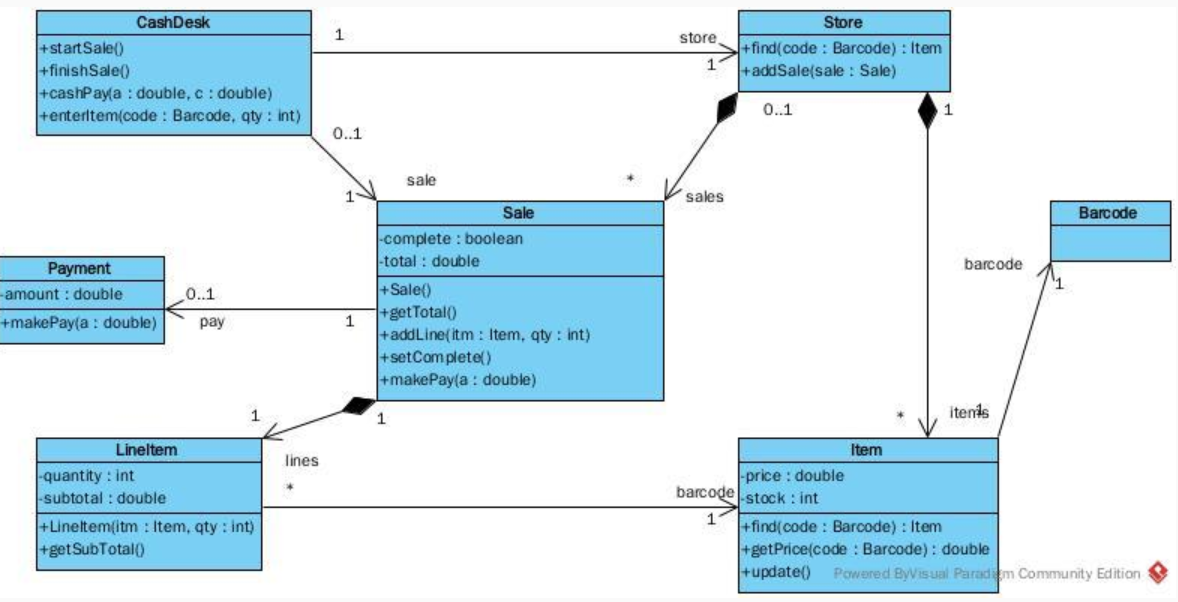 CashDesk
+startSale()
+finishSale()
+cashPay(a : double, c : double)
+enterItem(code : Barcode, qty : int)
1
store
1
Store
+find(code : Barcode) : Item
+addSale(sale : Sale)
0..1
1
0..1
sale
1
*
sales
Sale
-complete : boolean
-total : double
+Sale()
+getTotal()
+addLine(itm : Item, qty : int)
+setComplete()
+makePay(a : double)
Barcode
barcode
1
Payment
-amount : double
+makePay(a : double)
0..1
pay
1
1
1
lines
*
LineItem
-quantity : int
-subtotal : double
+LineItem(itm : Item, qty : int)
+getSubTotal()
barcode
1
*
items
1
Item
-price : double
-stock : int
+find(code : Barcode) : Item
+getPrice(code : Barcode) : double
+update()
Powered ByVisual Paradigm Community Edition